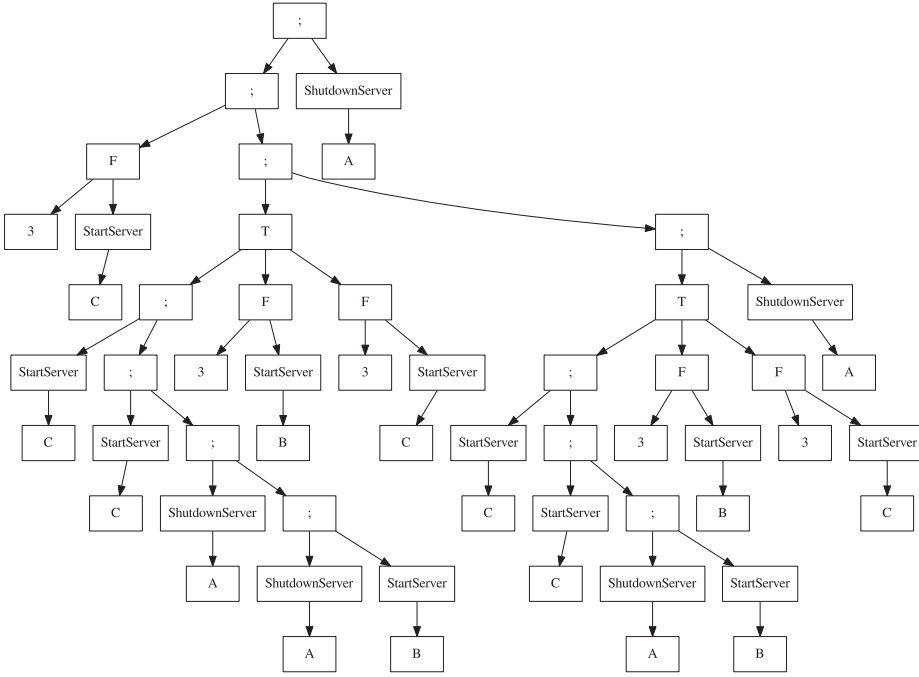 ;
; ShutdownServer
F ; A
3 StartServer T ;
C ; F F T ShutdownServer
StartServer ; 3 StartServer 3 StartServer ; F F A
C StartServer ; B C StartServer ; 3 StartServer 3 StartServer
C ShutdownServer ; C StartServer ; B C
A ShutdownServer StartServer C ShutdownServer StartServer
A B A B